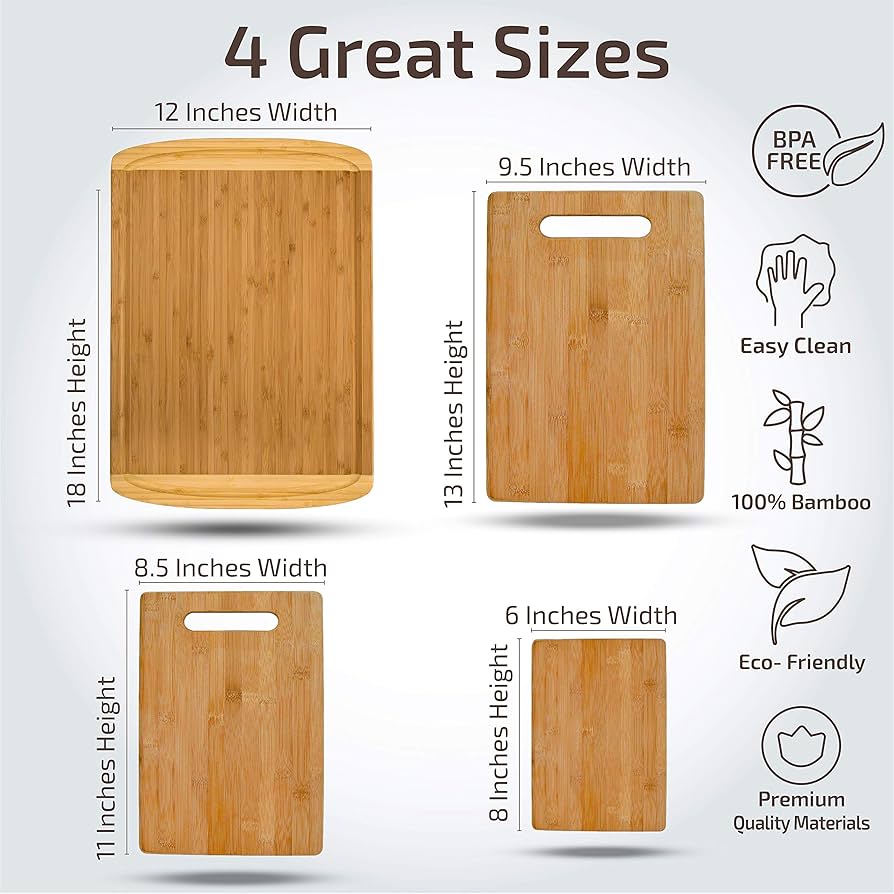 4 Great Sizes
12 Inches Width
18 Inches Height
9.5 Inches Width
13 Inches Height
8.5 Inches Width
11 Inches Height
6 Inches Width
8 Inches Height
BPA
FREE
Easy Clean
100% Bamboo
Eco- Friendly
Premium
Quality Materials